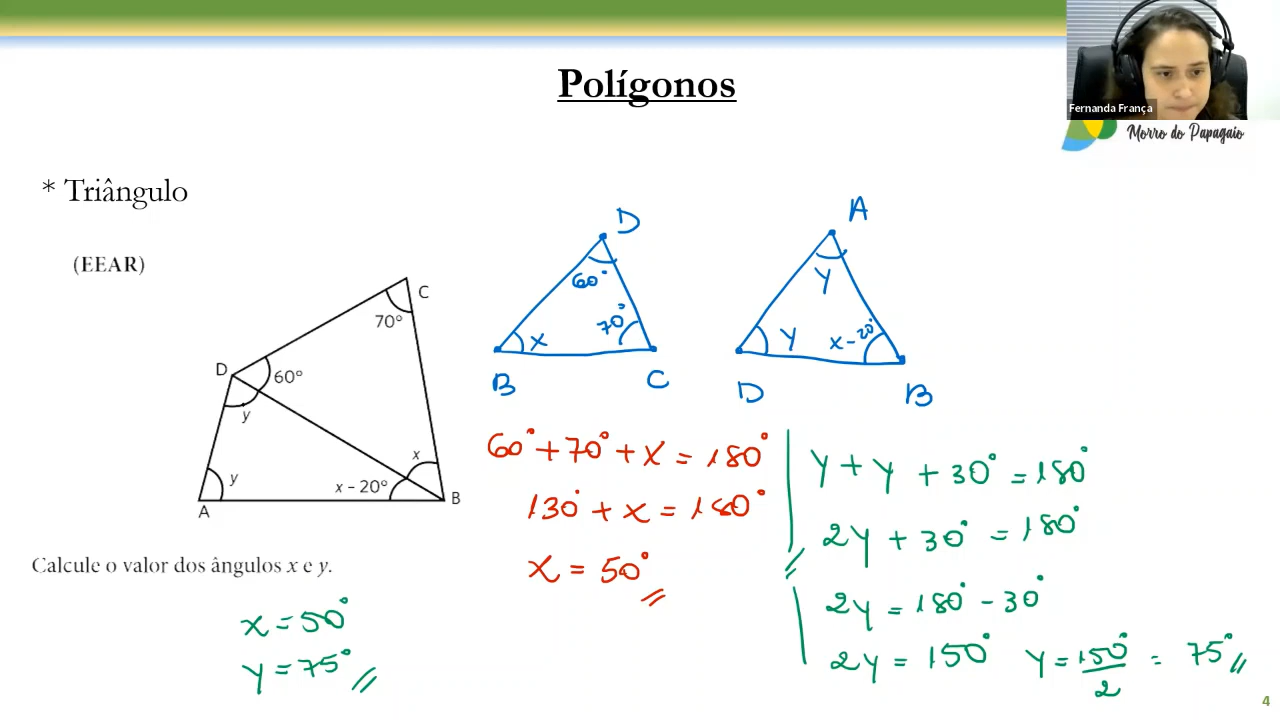 Polígonos
Fernanda França
Morro do Papagaio
* Triângulo
(EEAR)
C
70°
D
60°
y
x
y
x – 20°
B
A
Calcule o valor dos ângulos x e y.
x = 50°
y = 75°
D
60°
x
70°
B
C
A
y
y
x - 20°
D
B
60° + 70° + x = 180°
130° + x = 180°
x = 50°
y + y + 30° = 180°
2y + 30° = 180°
2y = 180° - 30°
2y = 150° y = 150°/2 = 75°
4